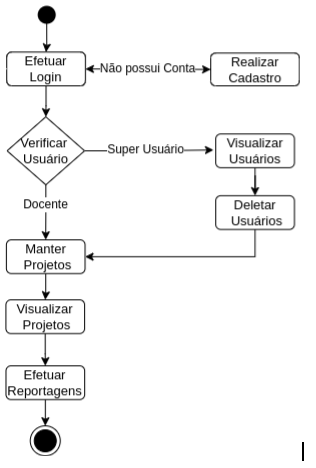 Efetuar
Login
Não possui Conta
Realizar
Cadastro
Verificar
Usuário
Super Usuário
Visualizar
Usuários
Docente
Deletar
Usuários
Manter
Projetos
Visualizar
Projetos
Efetuar
Reportagens